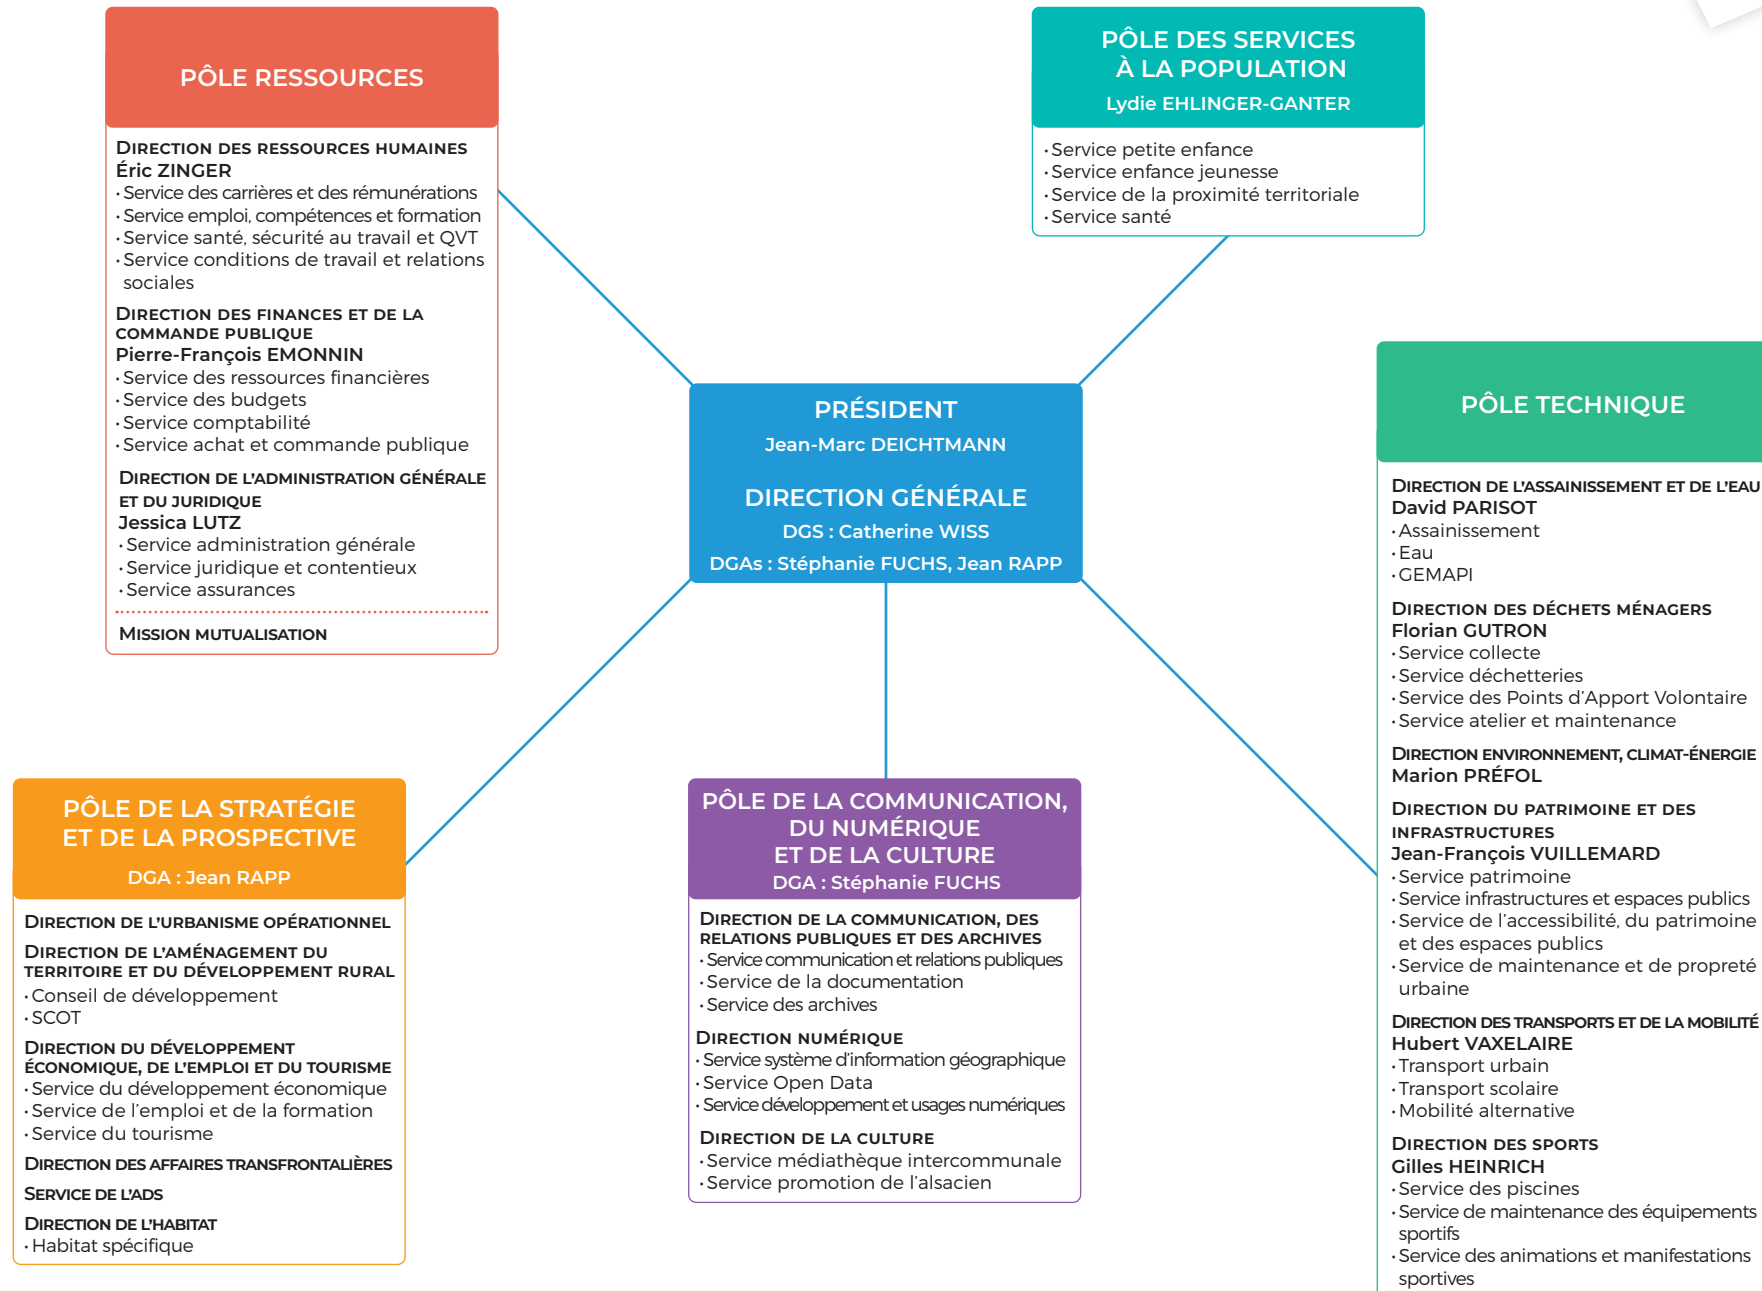 PÔLE RESSOURCES
DIRECTION DES RESSOURCES HUMAINES
Éric ZINGER
• Service des carrières et des rémunérations
• Service emploi, compétences et formation
• Service santé, sécurité au travail et QVT
• Service conditions de travail et relations
sociales
DIRECTION DES FINANCES ET DE LA
COMMANDE PUBLIQUE
Pierre-François EMONNIN
• Service des ressources financières
• Service des budgets
• Service comptabilité
• Service achat et commande publique
DIRECTION DE L’ADMINISTRATION GÉNÉRALE
ET DU JURIDIQUE
Jessica LUTZ
• Service administration générale
• Service juridique et contentieux
• Service assurances
MISSION MUTUALISATION
PÔLE DES SERVICES
À LA POPULATION
Lydie EHLINGER-GANTER
• Service petite enfance
• Service enfance jeunesse
• Service de la proximité territoriale
• Service santé
PRÉSIDENT
Jean-Marc DEICHTMANN
DIRECTION GÉNÉRALE
DGS : Catherine WISS
DGAs : Stéphanie FUCHS, Jean RAPP
PÔLE TECHNIQUE
DIRECTION DE L’ASSAINISSEMENT ET DE L’EAU
David PARISOT
• Assainissement
• Eau
• GEMAPI
DIRECTION DES DÉCHETS MÉNAGERS
Florian GUTRON
• Service collecte
• Service déchetteries
• Service des Points d’Apport Volontaire
• Service atelier et maintenance
DIRECTION ENVIRONNEMENT, CLIMAT-ÉNERGIE
Marion PRÉFOL
DIRECTION DU PATRIMOINE ET DES
INFRASTRUCTURES
Jean-François VUILLEMARD
• Service patrimoine
• Service infrastructures et espaces publics
• Service de l’accessibilité, du patrimoine
et des espaces publics
• Service de maintenance et de propreté
urbaine
DIRECTION DES TRANSPORTS ET DE LA MOBILITÉ
Hubert VAXELAIRE
• Transport urbain
• Transport scolaire
• Mobilité alternative
DIRECTION DES SPORTS
Gilles HEINRICH
• Service des piscines
• Service de maintenance des équipements
sportifs
• Service des animations et manifestations
sportives
PÔLE DE LA STRATÉGIE
ET DE LA PROSPECTIVE
DGA : Jean RAPP
DIRECTION DE L’URBANISME OPÉRATIONNEL
DIRECTION DE L’AMÉNAGEMENT DU
TERRITOIRE ET DU DÉVELOPPEMENT RURAL
• Conseil de développement
• SCOT
DIRECTION DU DÉVELOPPEMENT
ÉCONOMIQUE, DE L’EMPLOI ET DU TOURISME
• Service du développement économique
• Service de l’emploi et de la formation
• Service du tourisme
DIRECTION DES AFFAIRES TRANSFRONTALIÈRES
SERVICE DE L’ADS
DIRECTION DE L’HABITAT
• Habitat spécifique
PÔLE DE LA COMMUNICATION,
DU NUMÉRIQUE
ET DE LA CULTURE
DGA : Stéphanie FUCHS
DIRECTION DE LA COMMUNICATION, DES
RELATIONS PUBLIQUES ET DES ARCHIVES
• Service communication et relations publiques
• Service de la documentation
• Service des archives
DIRECTION NUMÉRIQUE
• Service système d’information géographique
• Service Open Data
• Service développement et usages numériques
DIRECTION DE LA CULTURE
• Service médiathèque intercommunale
• Service promotion de l’alsacien